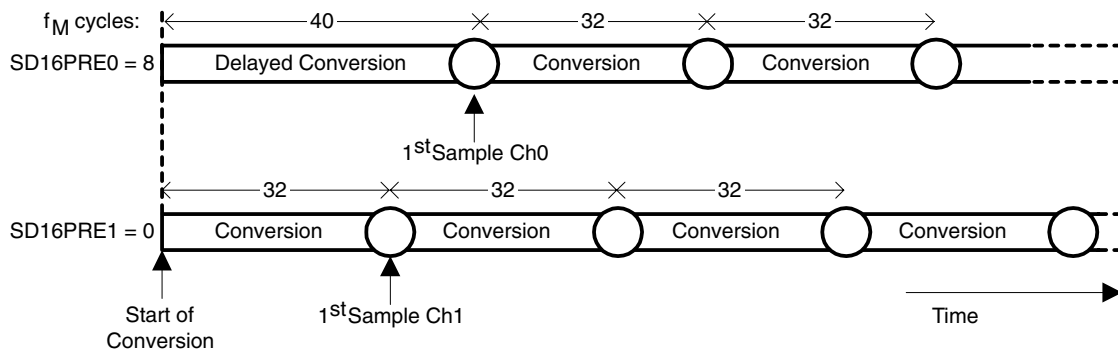 fM cycles:
40
32
32
SD16PRE0 = 8
Delayed Conversion
Conversion
Conversion
1st Sample Ch0
32
32
32
SD16PRE1 = 0
Conversion
Conversion
Conversion
Conversion
Start of
Conversion
1st Sample Ch1
Time